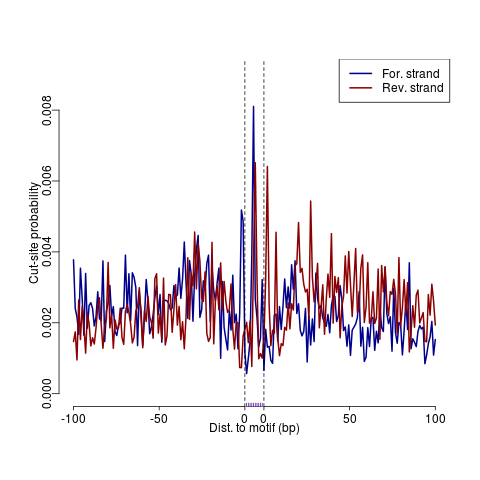 For. strand
Rev. strand
Cut-site probability
0.008
0.006
0.004
0.002
0.000
-100 -50 0 0 50 100
Dist. to motif (bp)